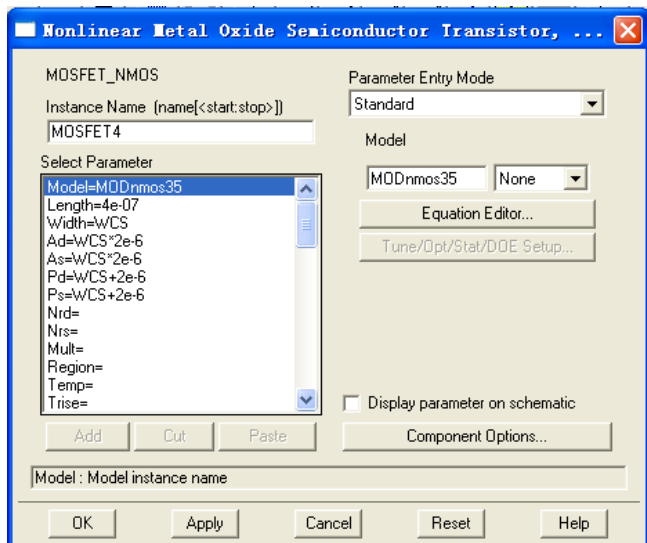 Nonlinear Metal Oxide Semiconductor Transistor, ...
MOSFET_NMOS
Instance Name (name[<start:stop>])
MOSFET4
Select Parameter
Model=MODnmos35
Length=4e-07
Width=WCS
Ad=WCS*2e-6
As=WCS*2e-6
Pd=WCS+2e-6
Ps=WCS+2e-6
Nrd=
Nrs=
Mult=
Region=
Temp=
Trise=
Add Cut Paste
Parameter Entry Mode
Standard
Model
MODnmos35 None
Equation Editor...
Tune/Opt/Stat/DOE Setup...
Display parameter on schematic
Component Options...
Model : Model instance name
OK Apply Cancel Reset Help